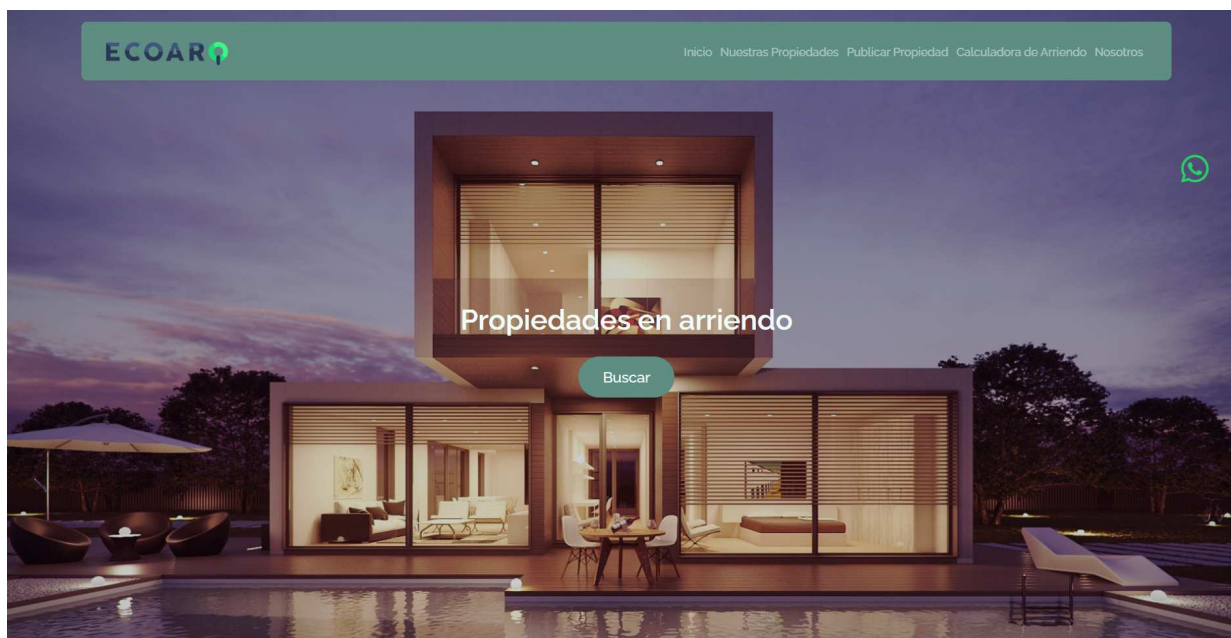 ECOARQ
Inicio Nuestras Propiedades Publicar Propiedad Calculadora de Arriendo Nosotros
Propiedades en arriendo
Buscar